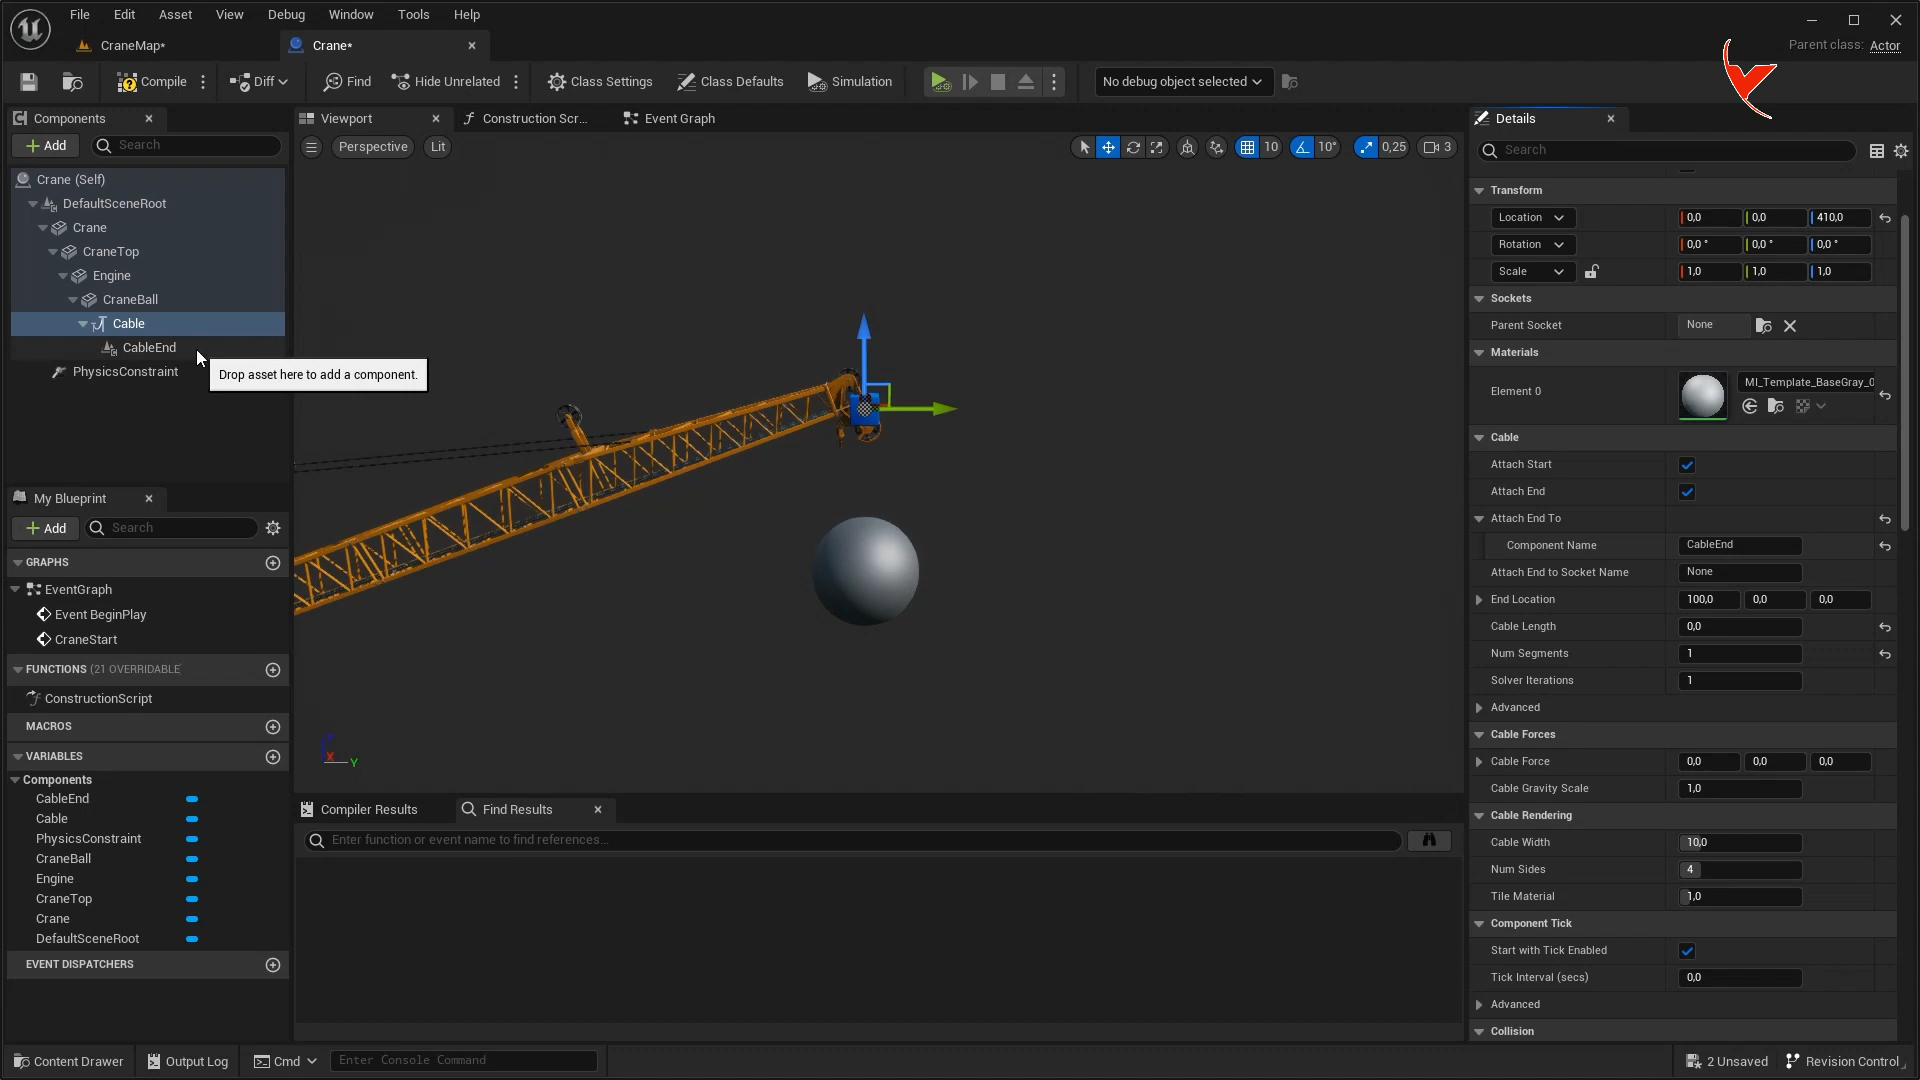 File Edit Asset View Debug Window Tools Help
CraneMap* Crane*
Parent class: Actor
Compile Diff Find Hide Unrelated Class Settings Class Defaults Simulation No debug object selected
Components
Add Search
Crane (Self)
DefaultSceneRoot
Crane
CraneTop
Engine
CraneBall
Cable
CableEnd
PhysicsConstraint
Drop asset here to add a component.
My Blueprint
Add Search
GRAPHS
EventGraph
Event BeginPlay
CraneStart
FUNCTIONS (21 OVERRIDABLE
ConstructionScript
MACROS
VARIABLES
Components
CableEnd
Cable
PhysicsConstraint
CraneBall
Engine
CraneTop
Crane
DefaultSceneRoot
EVENT DISPATCHERS
Viewport Construction Scr... Event Graph
Perspective Lit 10 10° 0,25 3
X Y
Compiler Results Find Results
Enter function or event name to find references...
Details
Search
Transform
Location 0,0 0,0 410,0
Rotation 0,0 ° 0,0 ° 0,0 °
Scale 1,0 1,0 1,0
Sockets
Parent Socket None
Materials
Element 0 MI_Template_BaseGray_0
Cable
Attach Start
Attach End
Attach End To
Component Name CableEnd
Attach End to Socket Name None
End Location 100,0 0,0 0,0
Cable Length 0,0
Num Segments 1
Solver Iterations 1
Advanced
Cable Forces
Cable Force 0,0 0,0 0,0
Cable Gravity Scale 1,0
Cable Rendering
Cable Width 10,0
Num Sides 4
Tile Material 1,0
Component Tick
Start with Tick Enabled
Tick Interval (secs) 0,0
Advanced
Collision
Content Drawer Output Log Cmd Enter Console Command 2 Unsaved Revision Control